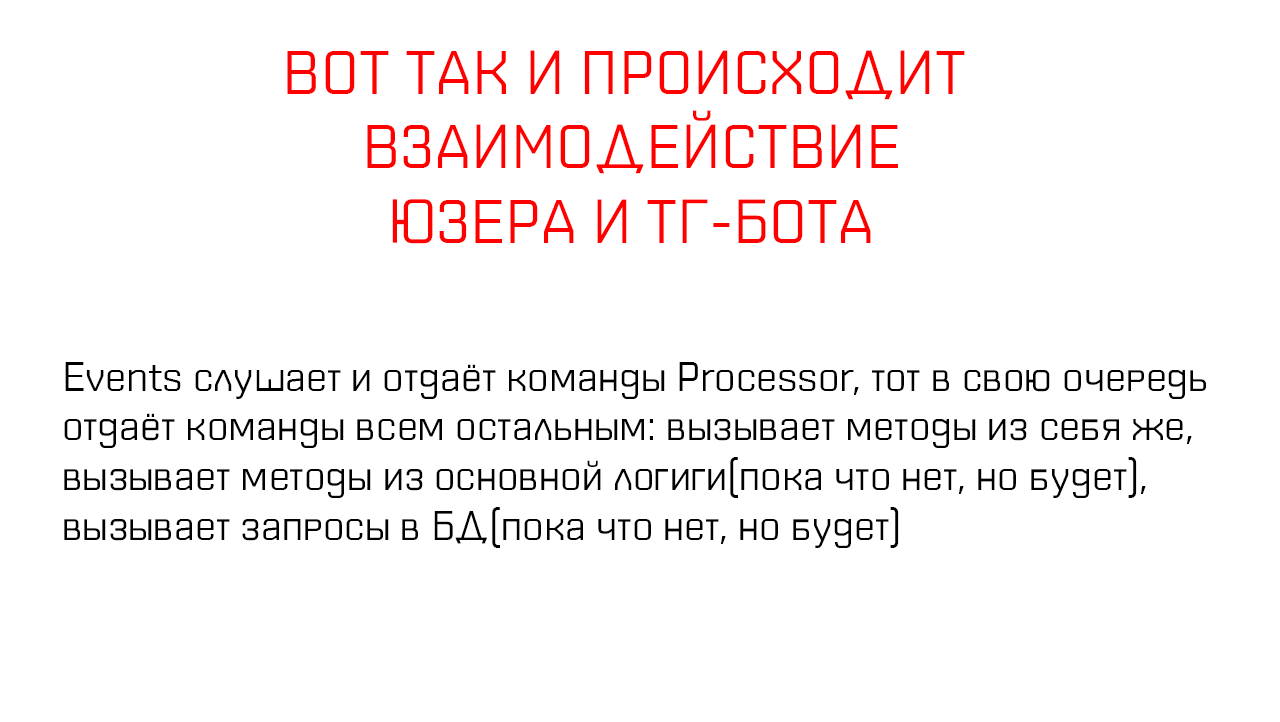 ВОТ ТАК И ПРОИСХОДИТ
ВЗАИМОДЕЙСТВИЕ
ЮЗЕРА И ТГ-БОТА
Events слушает и отдаёт команды Processor, тот в свою очередь
отдаёт команды всем остальным: вызывает методы из себя же,
вызывает методы из основной логиги(пока что нет, но будет),
вызывает запросы в БД(пока что нет, но будет)